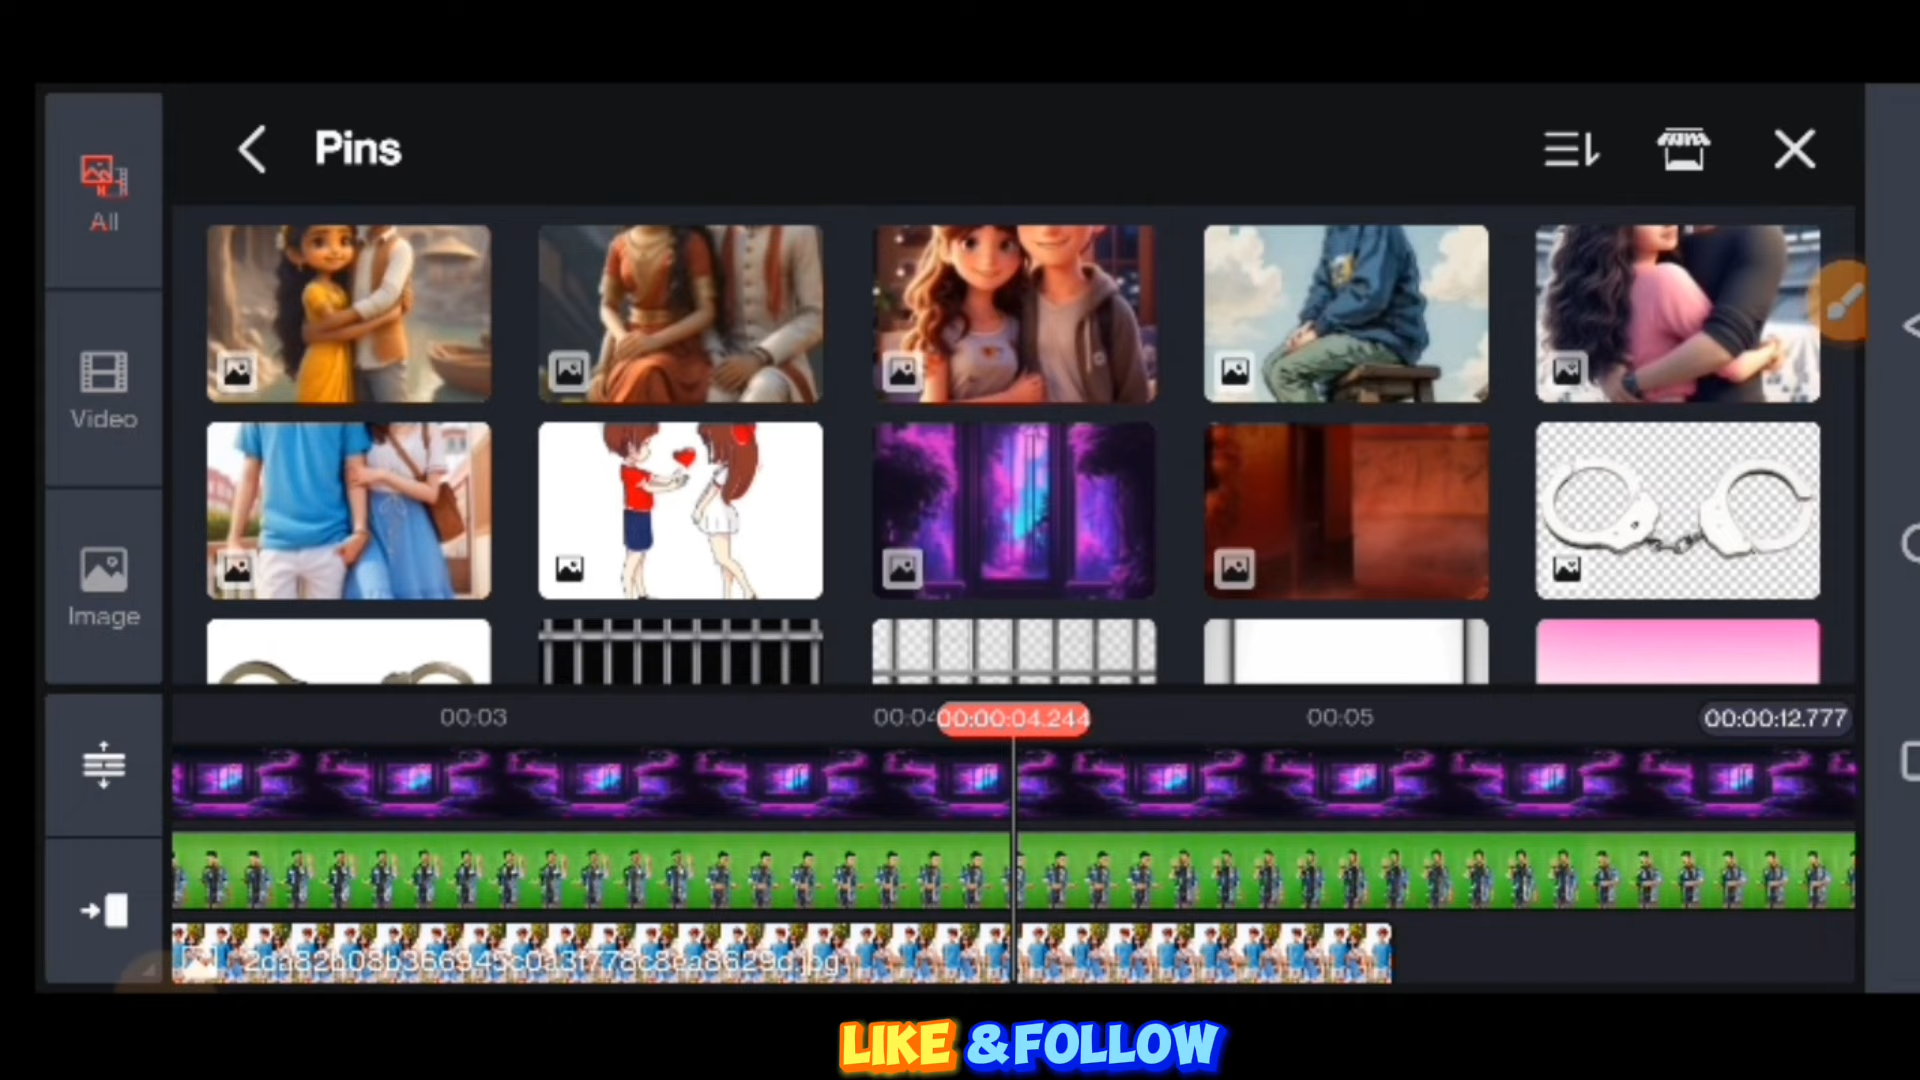 Pins
All
Video
Image
00:03
00:04
00:00:04.244
00:05
00:00:12.777
2da82b08b366945c0a3f778c8ea8629d.jpg
LIKE &FOLLOW